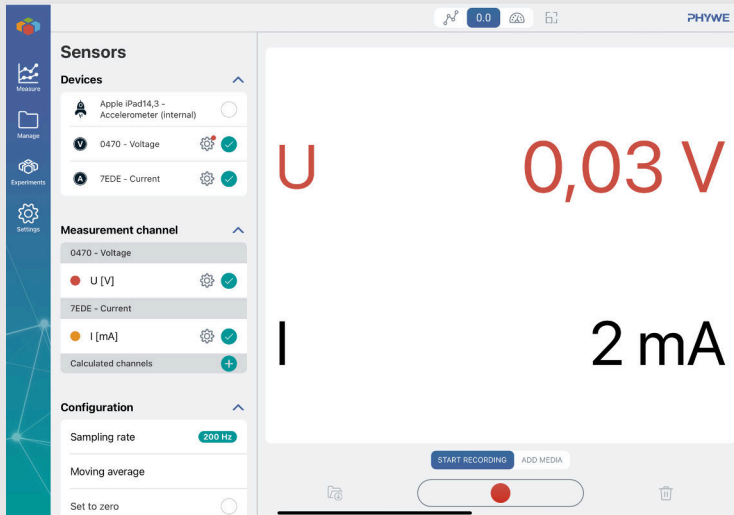 0.0
PHYWE
Measure
Manage
Experiments
Settings
Sensors
Devices
Apple iPad14,3 -
Accelerometer (internal)
V
0470 - Voltage
A
7EDE - Current
Measurement channel
0470 - Voltage
U [V]
7EDE - Current
I [mA]
Calculated channels
Configuration
Sampling rate
200 Hz
Moving average
Set to zero
U
0,03 V
I
2 mA
START RECORDING
ADD MEDIA